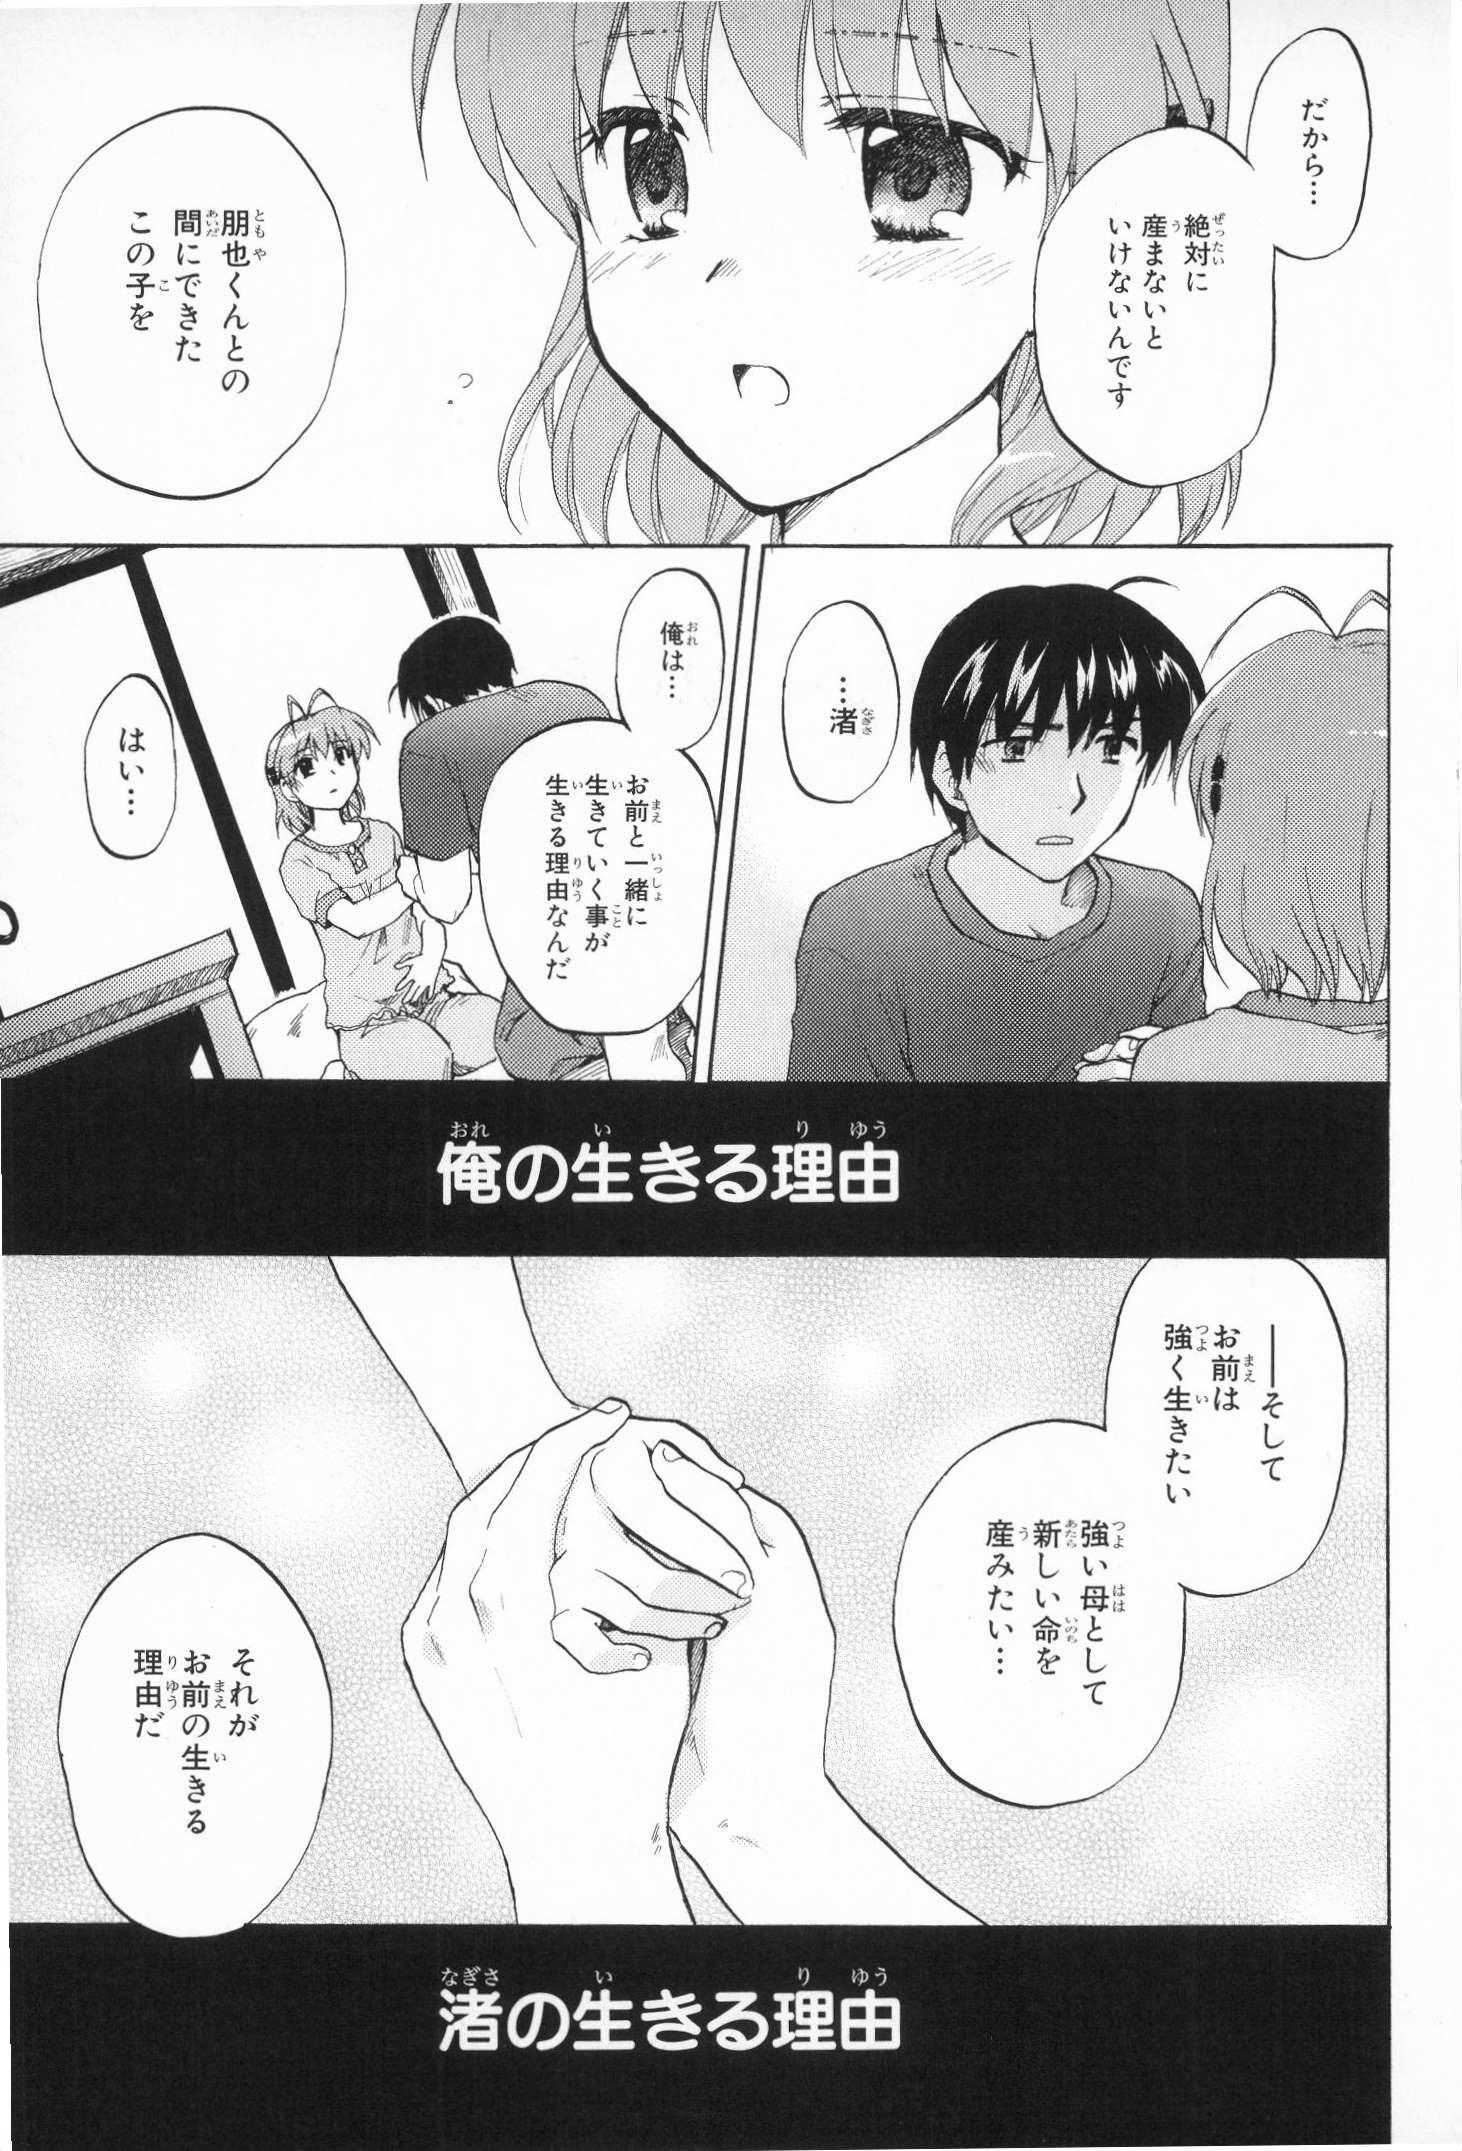 だから…
絶対に
産まないと
いけないんです
朋也くんとの
間にできた
この子を
…渚
俺は…
お前と一緒に
生きていく事が
生きる理由なんだ
はい…
俺の生きる理由
──そして
お前は
強く生きたい
強い母として
新しい命を
産みたい…
それが
お前の生きる
理由だ
渚の生きる理由